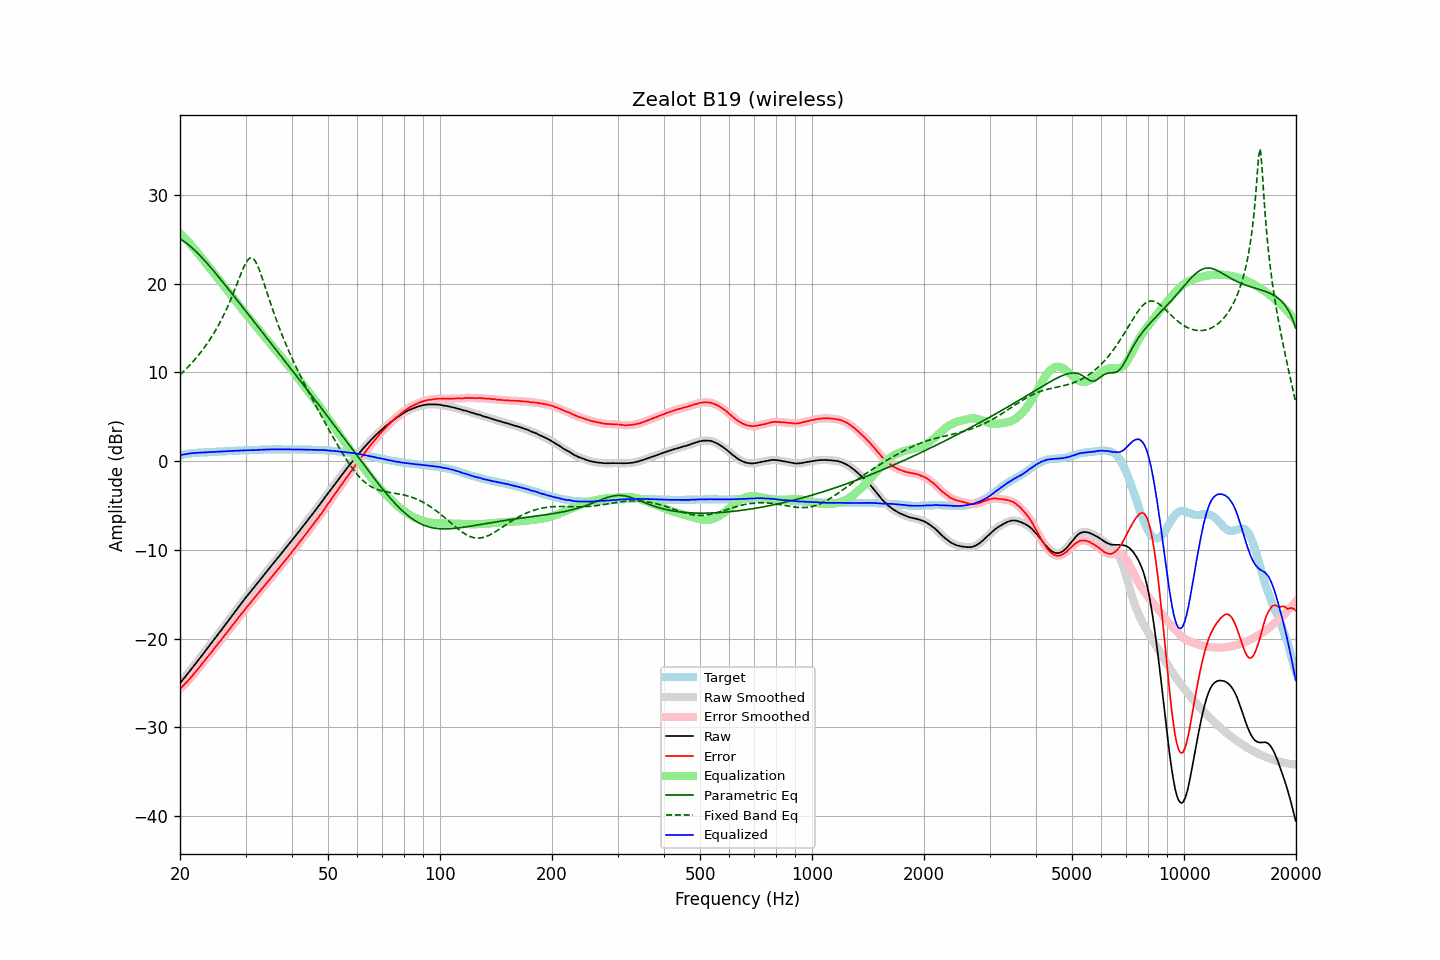 Zealot B19 (wireless)
Amplitude (dBr)
30
20
10
0
−10
−20
−30
−40
20
50
100
200
500
1000
2000
5000
10000
20000
Frequency (Hz)
Target
Raw Smoothed
Error Smoothed
Raw
Error
Equalization
Parametric Eq
Fixed Band Eq
Equalized